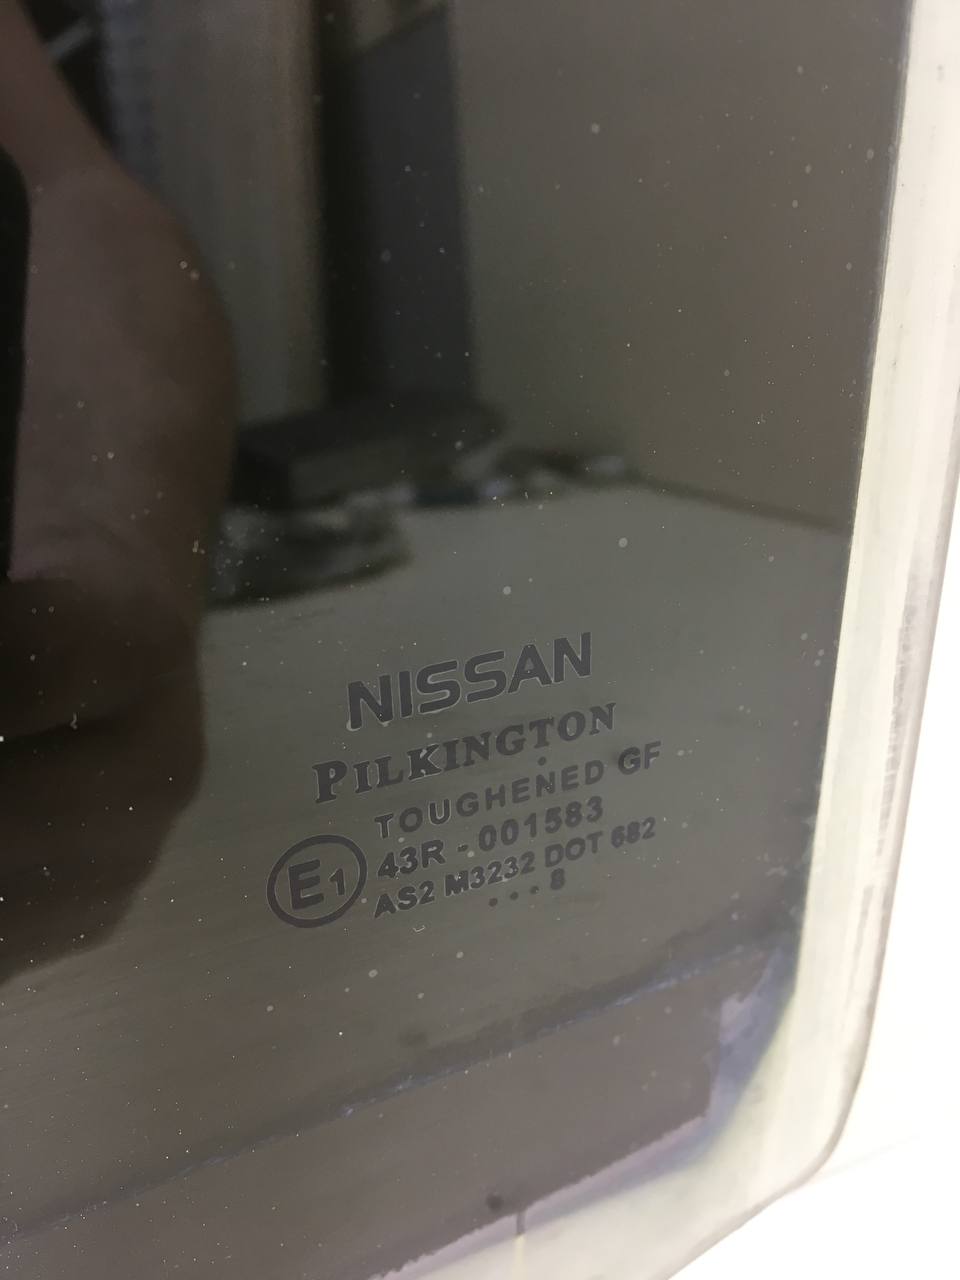 NISSAN
PILKINGTON
TOUGHENED GF
E1 43R - 001583
AS2 M3232 DOT 682
. . . 8